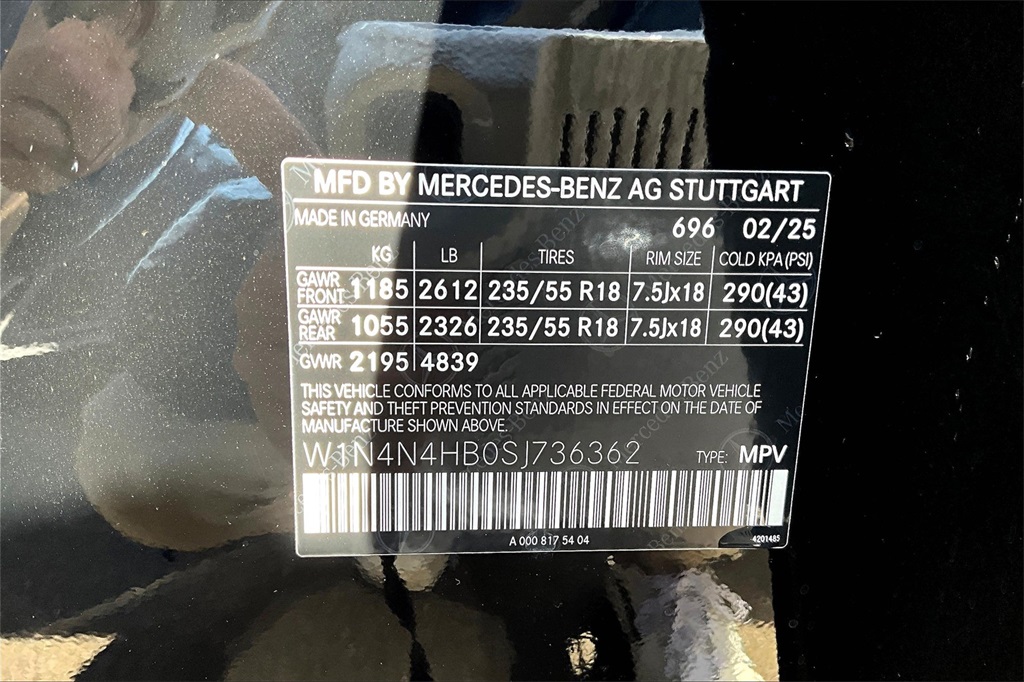 MFD BY MERCEDES-BENZ AG STUTTGART
MADE IN GERMANY 696 02/25
KG LB TIRES RIM SIZE COLD KPA (PSI)
GAWR FRONT 1185 2612 235/55 R18 7.5Jx18 290(43)
GAWR REAR 1055 2326 235/55 R18 7.5Jx18 290(43)
GVWR 2195 4839
THIS VEHICLE CONFORMS TO ALL APPLICABLE FEDERAL MOTOR VEHICLE
SAFETY AND THEFT PREVENTION STANDARDS IN EFFECT ON THE DATE OF
MANUFACTURE SHOWN ABOVE.
W1N4N4HB0SJ736362 TYPE: MPV
A 000 817 54 04 4201485